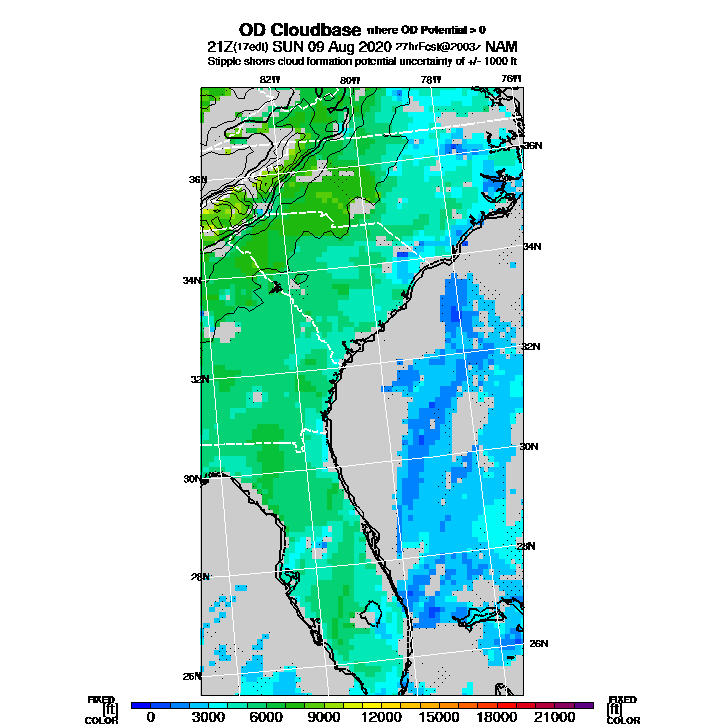 OD Cloudbase where OD Potential > 0
21Z(17edt) SUN 09 Aug 2020 27hrFcst@2003z NAM
Stipple shows cloud formation potential uncertainty of +/- 1000 ft
82W 80W 78W 76W
36N
36N
34N
34N
32N
32N
30N
30N
28N
28N
26N
26N
FIXED FIXED
[ft] [ft]
COLOR COLOR
0 3000 6000 9000 12000 15000 18000 21000